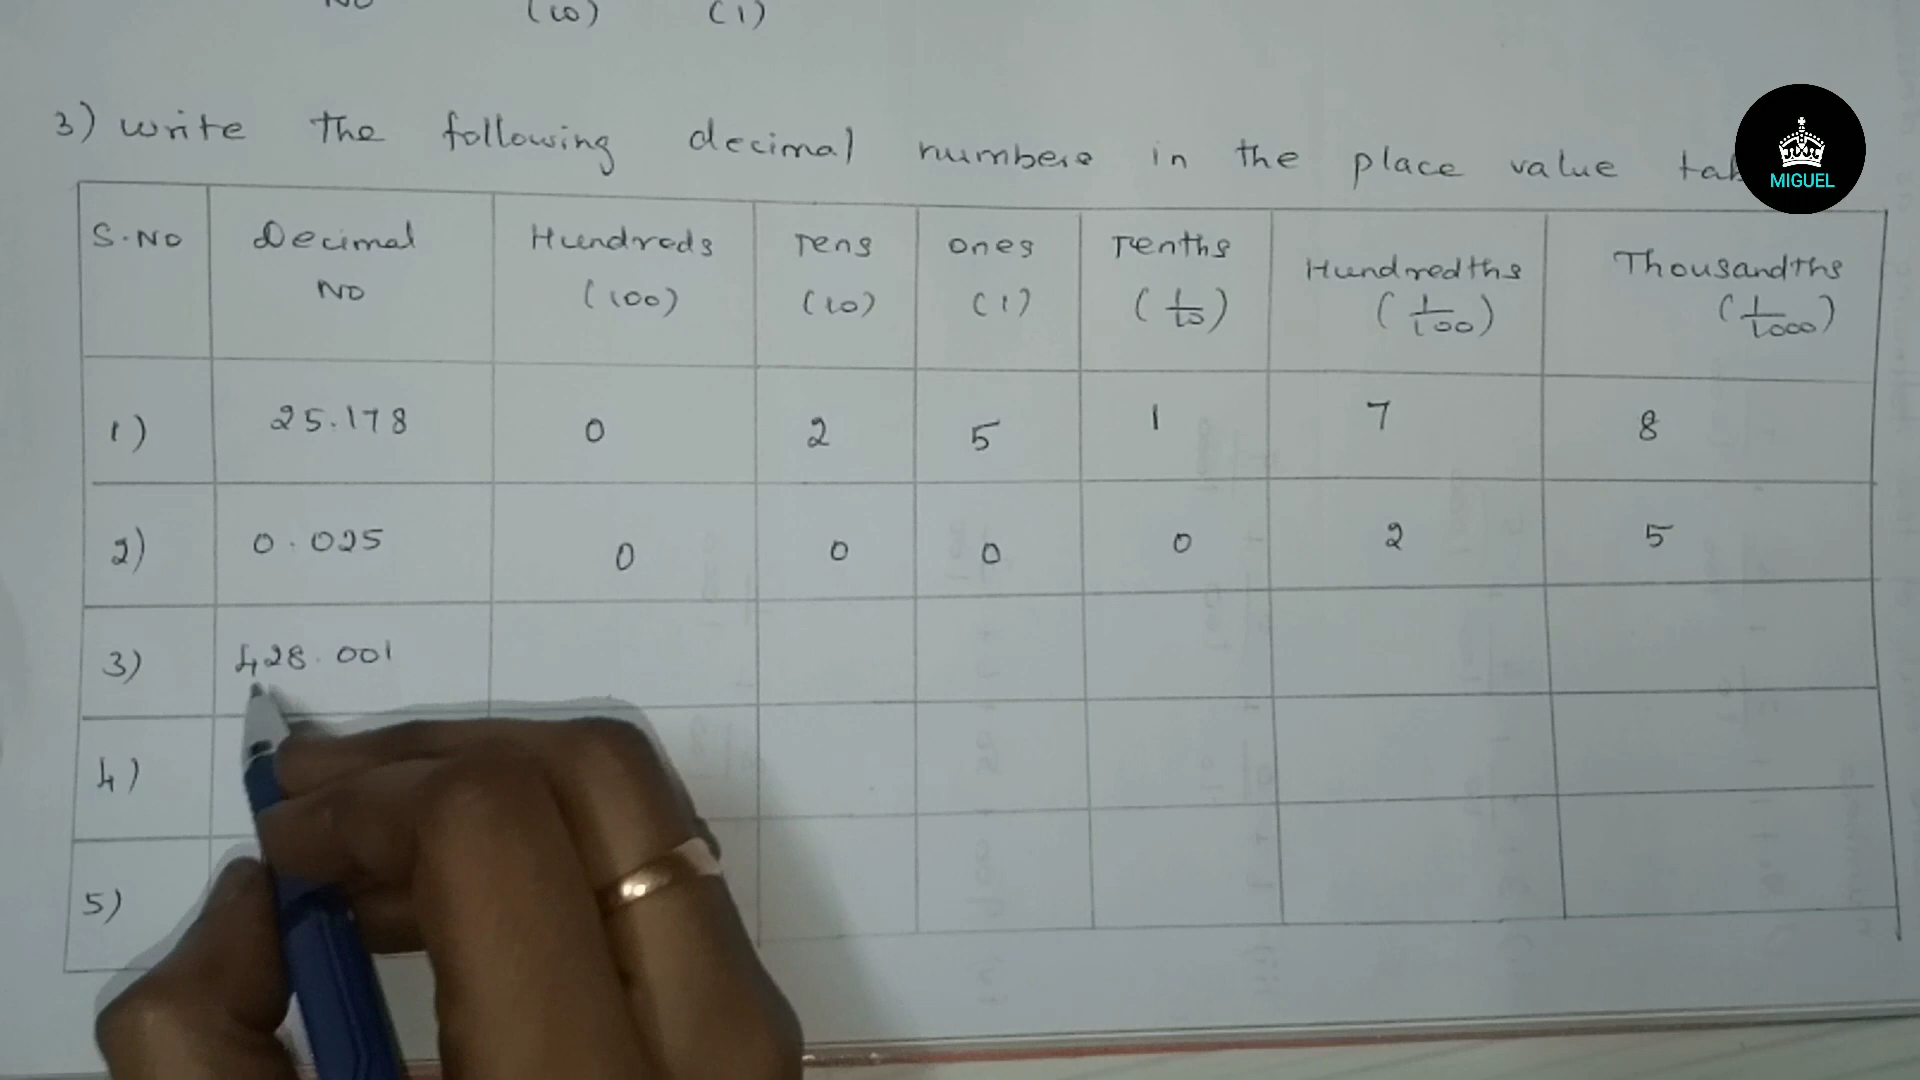 (10) (1)
3) write the following decimal numbers in the place value
MIGUEL
S.NO Decimal NO Hundreds (100) Tens (10) ones (1) Tenths (1/10) Hundredths (1/100) Thousandths (1/1000)
1) 25.178 0 2 5 1 7 8
2) 0.025 0 0 0 0 2 5
3) 428.001
4)
5)